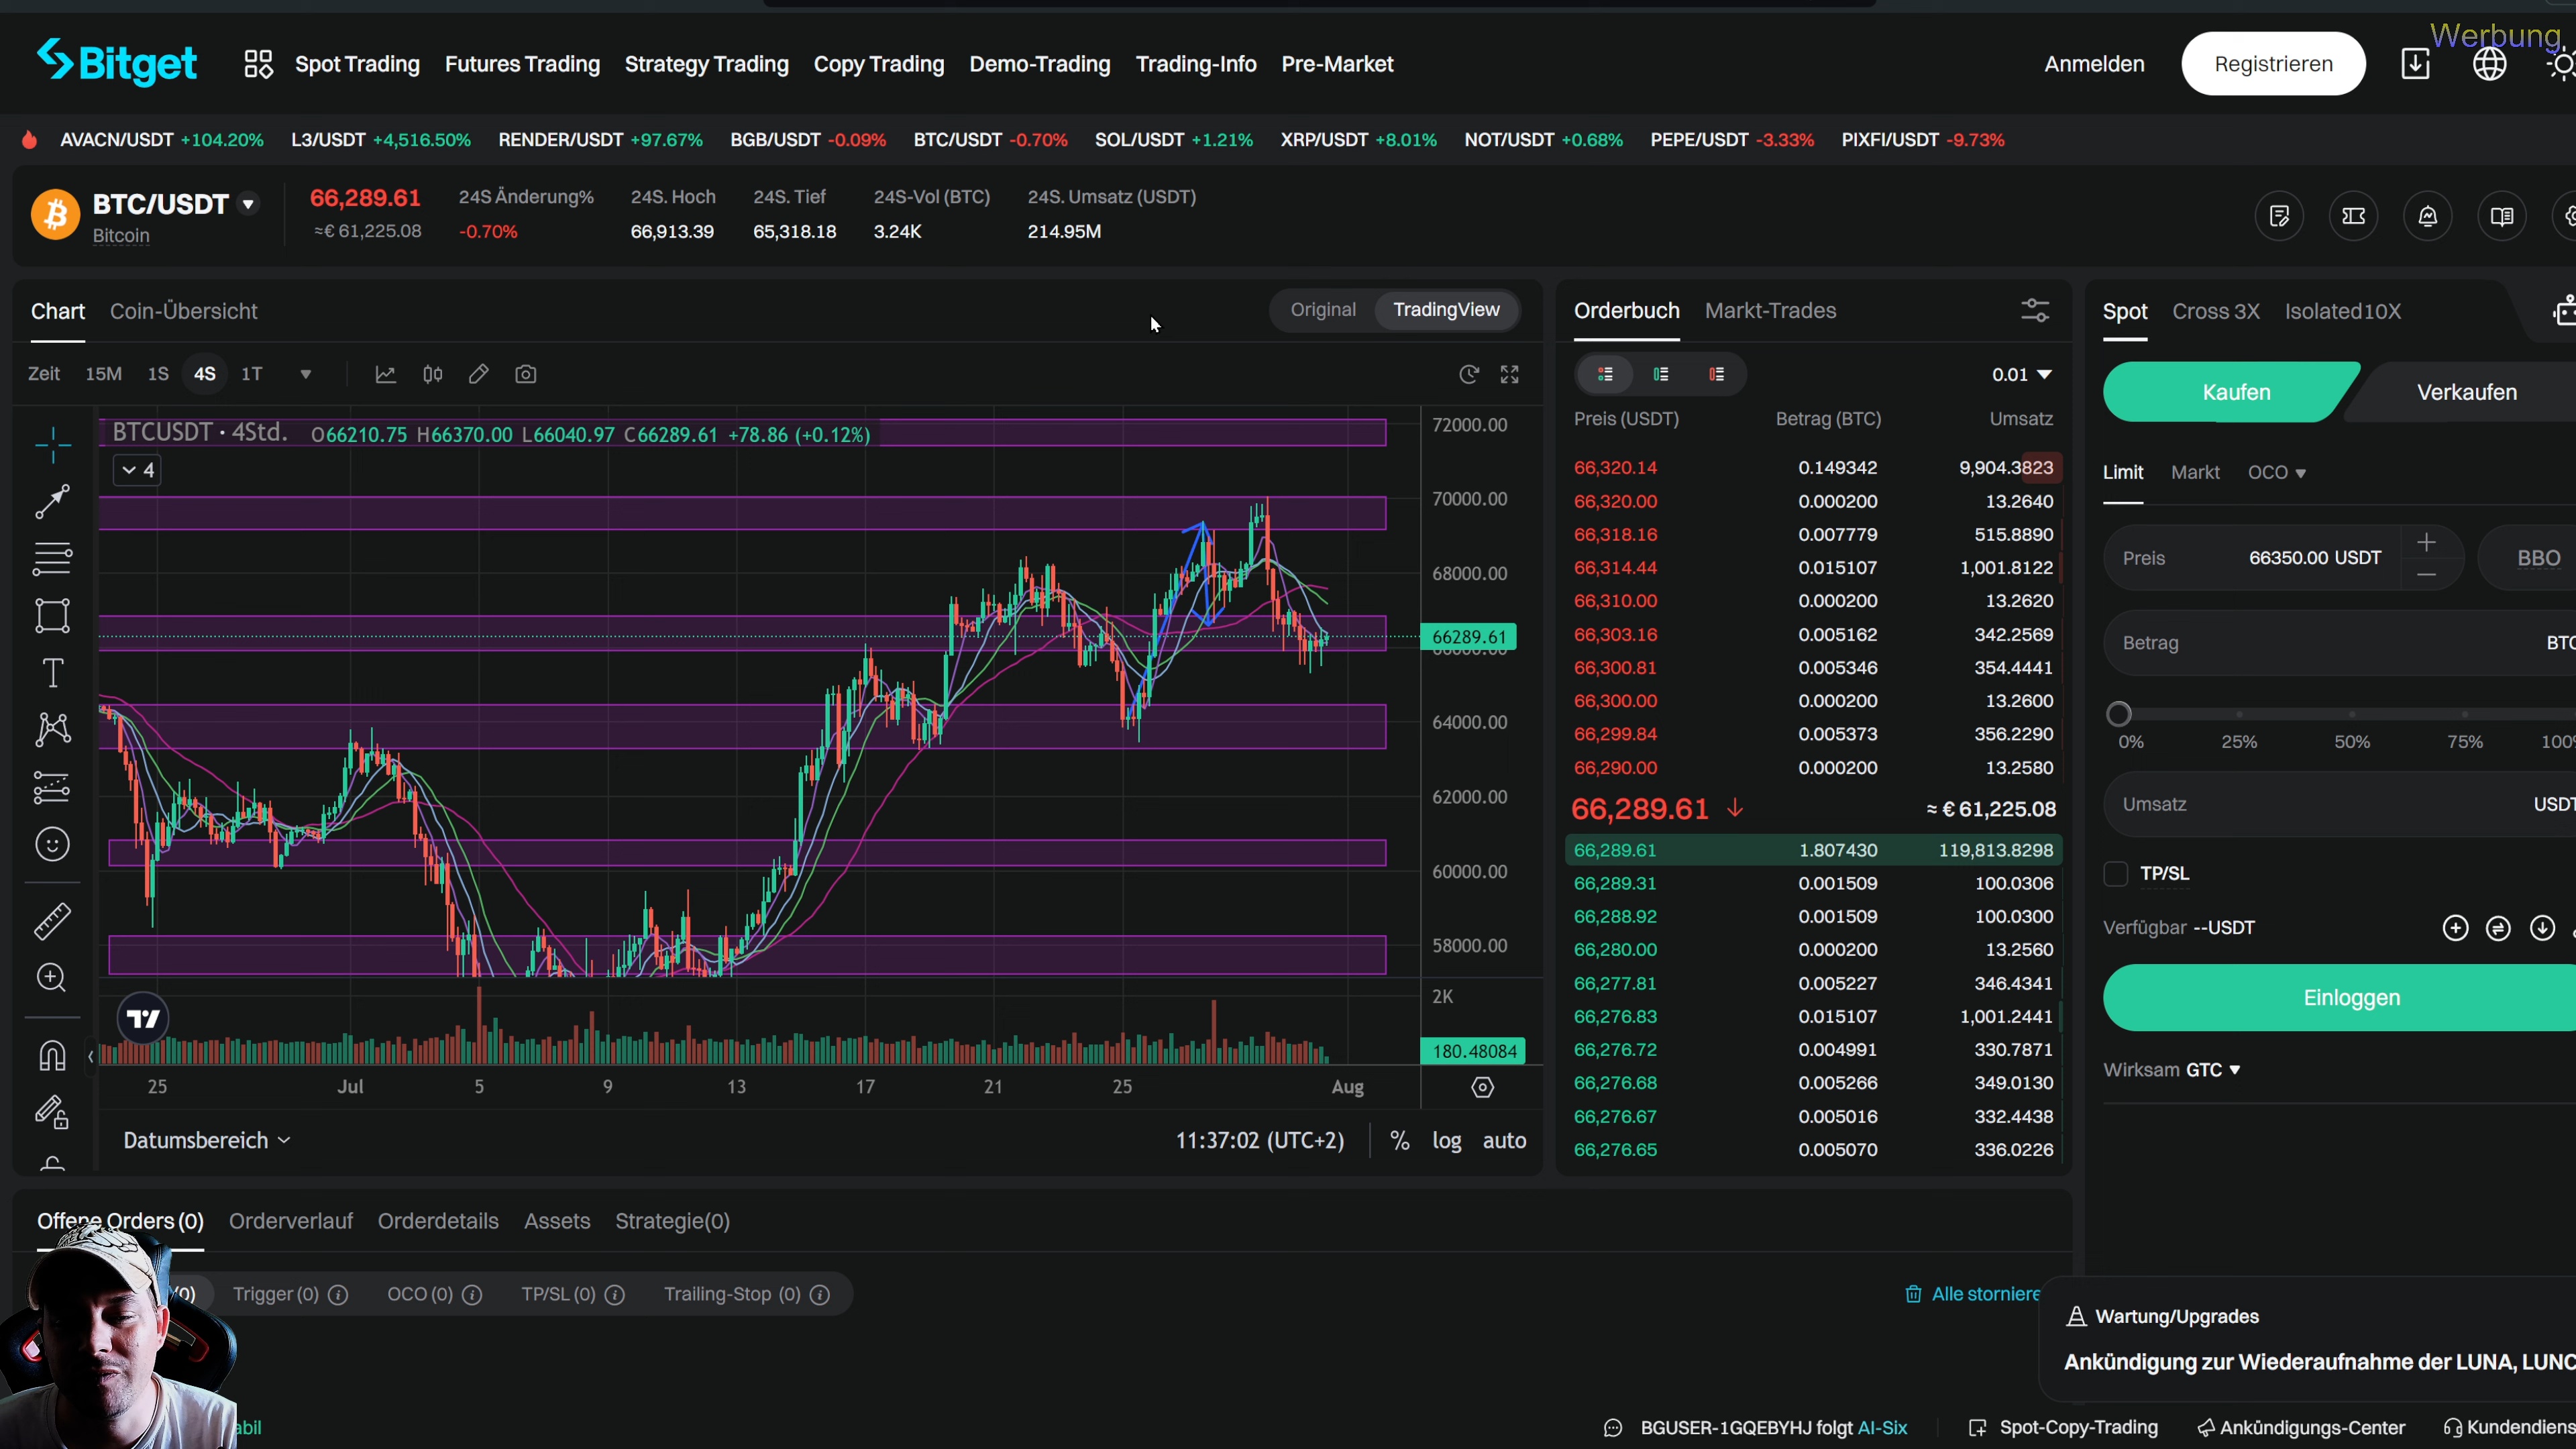 Werbung
Bitget Spot Trading Futures Trading Strategy Trading Copy Trading Demo-Trading Trading-Info Pre-Market Anmelden Registrieren
AVACN/USDT +104.20% L3/USDT +4,516.50% RENDER/USDT +97.67% BGB/USDT -0.09% BTC/USDT -0.70% SOL/USDT +1.21% XRP/USDT +8.01% NOT/USDT +0.68% PEPE/USDT -3.33% PIXFI/USDT -9.73%
BTC/USDT 66,289.61 24S Änderung% 24S. Hoch 24S. Tief 24S-Vol (BTC) 24S. Umsatz (USDT)
Bitcoin ≈€ 61,225.08 -0.70% 66,913.39 65,318.18 3.24K 214.95M
Chart Coin-Übersicht Original TradingView
Zeit 15M 1S 4S 1T
BTCUSDT · 4Std. O66210.75 H66370.00 L66040.97 C66289.61 +78.86 (+0.12%)
4
72000.00
70000.00
68000.00
66289.61
64000.00
62000.00
60000.00
58000.00
2K
180.48084
25 Jul 5 9 13 17 21 25 Aug
Datumsbereich 11:37:02 (UTC+2) % log auto
Orderbuch Markt-Trades
0.01
Preis (USDT) Betrag (BTC) Umsatz
66,320.14 0.149342 9,904.3823
66,320.00 0.000200 13.2640
66,318.16 0.007779 515.8890
66,314.44 0.015107 1,001.8122
66,310.00 0.000200 13.2620
66,303.16 0.005162 342.2569
66,300.81 0.005346 354.4441
66,300.00 0.000200 13.2600
66,299.84 0.005373 356.2290
66,290.00 0.000200 13.2580
66,289.61 ↓ ≈ € 61,225.08
66,289.61 1.807430 119,813.8298
66,289.31 0.001509 100.0306
66,288.92 0.001509 100.0300
66,280.00 0.000200 13.2560
66,277.81 0.005227 346.4341
66,276.83 0.015107 1,001.2441
66,276.72 0.004991 330.7871
66,276.68 0.005266 349.0130
66,276.67 0.005016 332.4438
66,276.65 0.005070 336.0226
Spot Cross 3X Isolated10X
Kaufen Verkaufen
Limit Markt OCO
Preis 66350.00 USDT BBO
Betrag BTC
0% 25% 50% 75% 100%
Umsatz USDT
TP/SL
Verfügbar --USDT
Einloggen
Wirksam GTC
Offene Orders (0) Orderverlauf Orderdetails Assets Strategie(0)
(0) Trigger (0) OCO (0) TP/SL (0) Trailing-Stop (0) Alle storniere
Wartung/Upgrades
Ankündigung zur Wiederaufnahme der LUNA, LUNC
abil BGUSER-1GQEBYHJ folgt AI-Six Spot-Copy-Trading Ankündigungs-Center Kundendiens